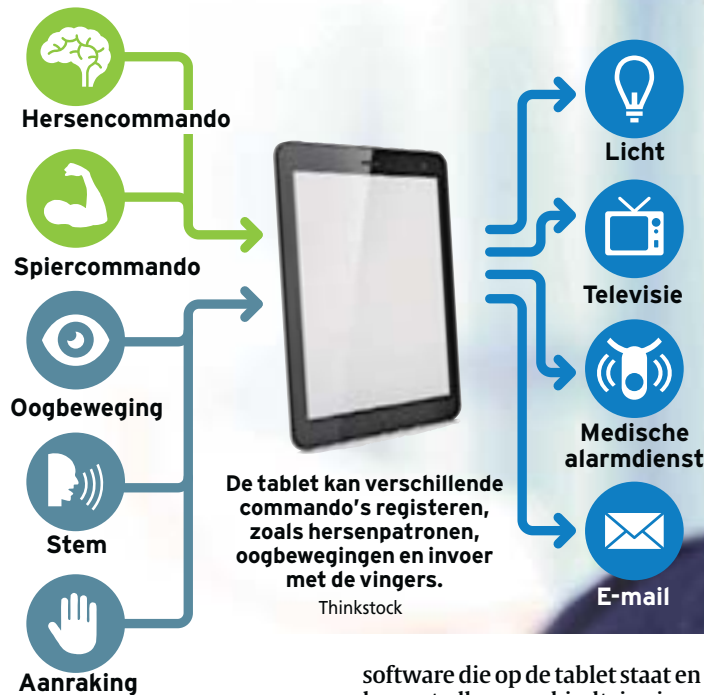 Hersencommando
Spiercommando
Oogbeweging
Stem
Aanraking
De tablet kan verschillende
commando's registeren,
zoals hersenpatronen,
oogbewegingen en invoer
met de vingers.
Thinkstock
Licht
Televisie
Medische
alarmdienst
E-mail
software die op de tablet staat en